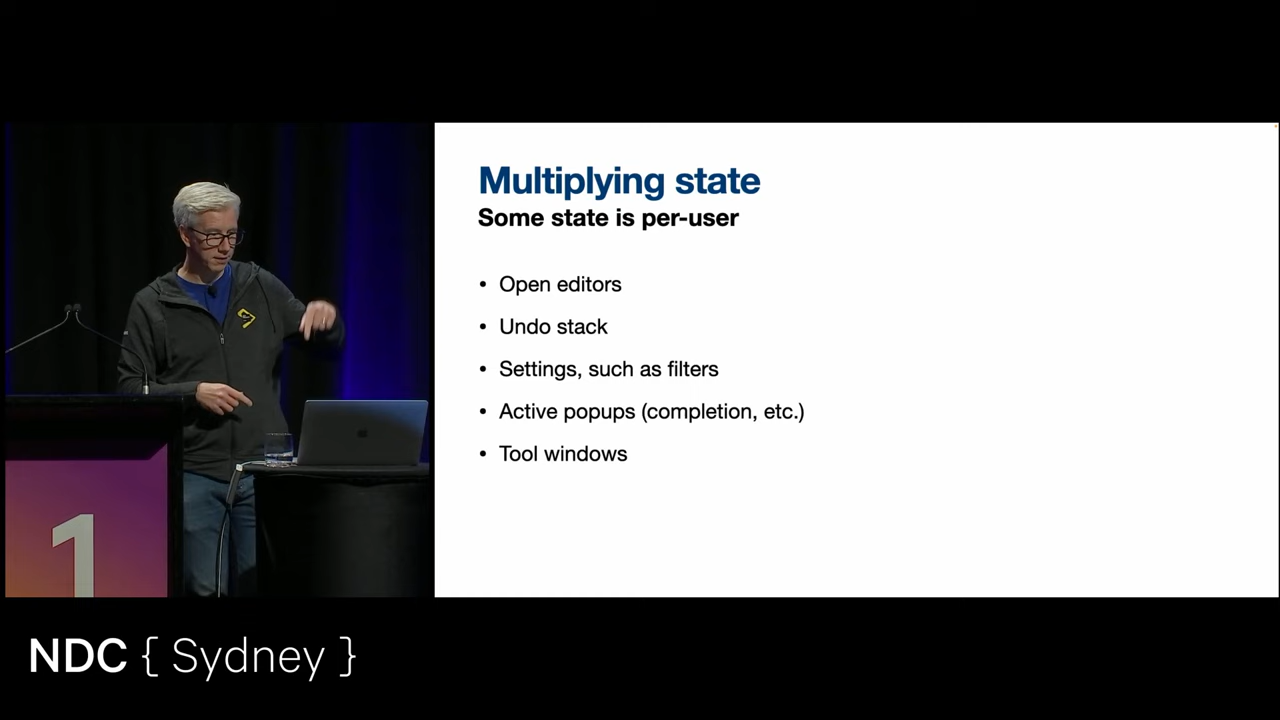 Multiplying state
Some state is per-user
• Open editors
• Undo stack
• Settings, such as filters
• Active popups (completion, etc.)
• Tool windows
1
NDC { Sydney }